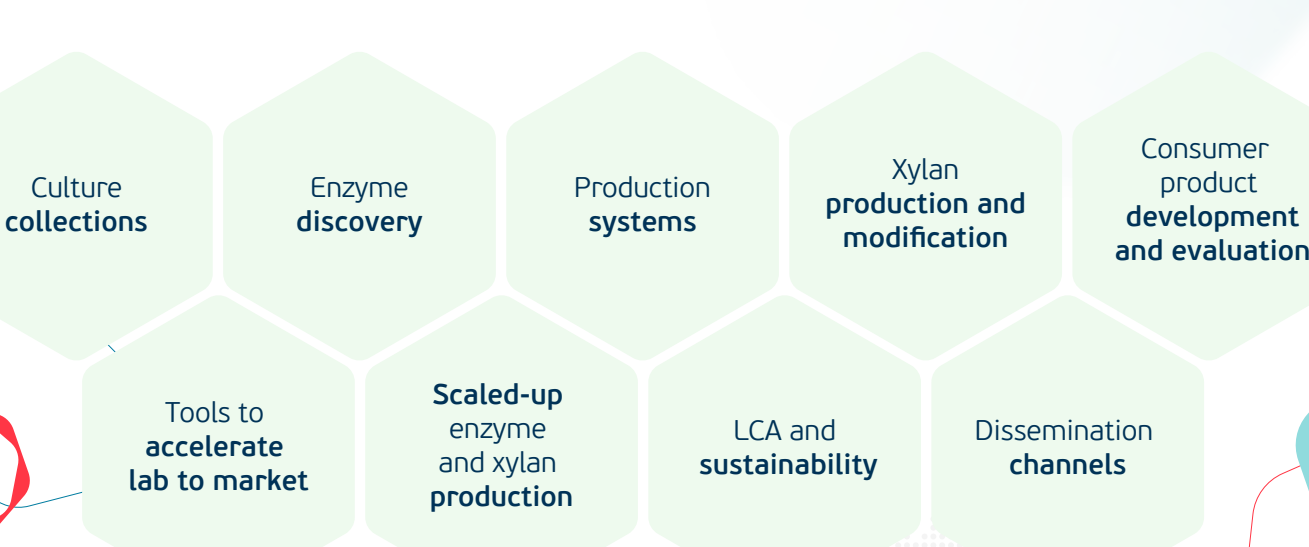 Culture
collections
Enzyme
discovery
Production
systems
Xylan
production and
modification
Consumer
product
development
and evaluation
Tools to
accelerate
lab to market
Scaled-up
enzyme
and xylan
production
LCA and
sustainability
Dissemination
channels